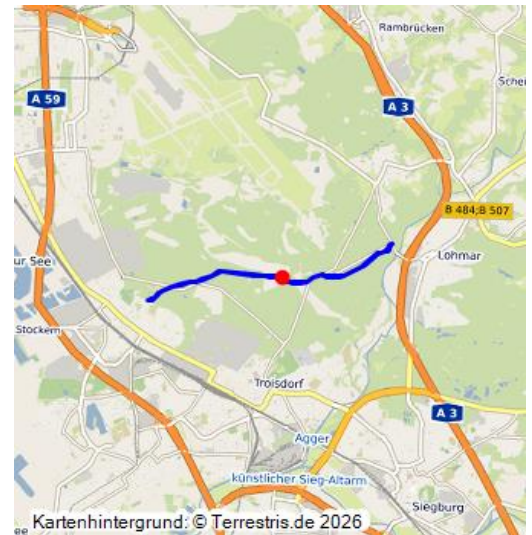 Rambrücken
Schei
A 59
A 3
B 484;B 507
ur See
Lohmar
Stockem
Troisdorf
A 3
Agger
künstlicher Sieg-Altarm
Siegburg
ee
Kartenhintergrund: © Terrestris.de 2026